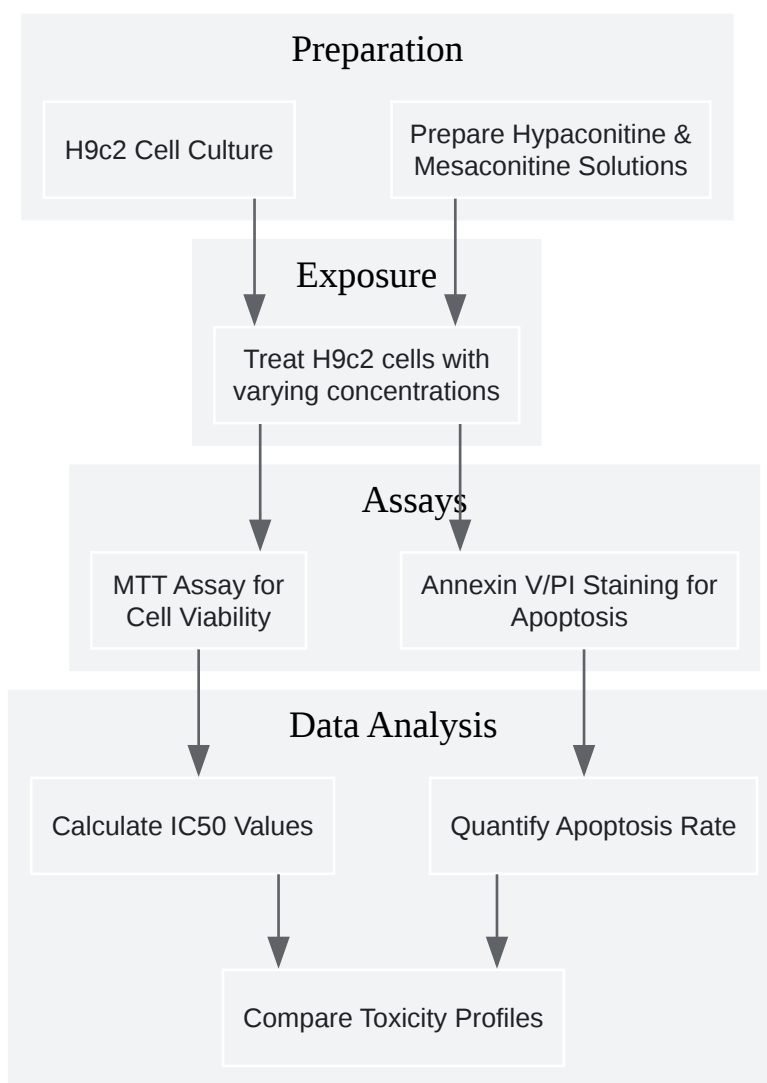 Preparation
H9c2 Cell Culture
Prepare Hypaconitine &
Mesaconitine Solutions
Exposure
Treat H9c2 cells with
varying concentrations
Assays
MTT Assay for
Cell Viability
Annexin V/PI Staining for
Apoptosis
Data Analysis
Calculate IC50 Values
Quantify Apoptosis Rate
Compare Toxicity Profiles